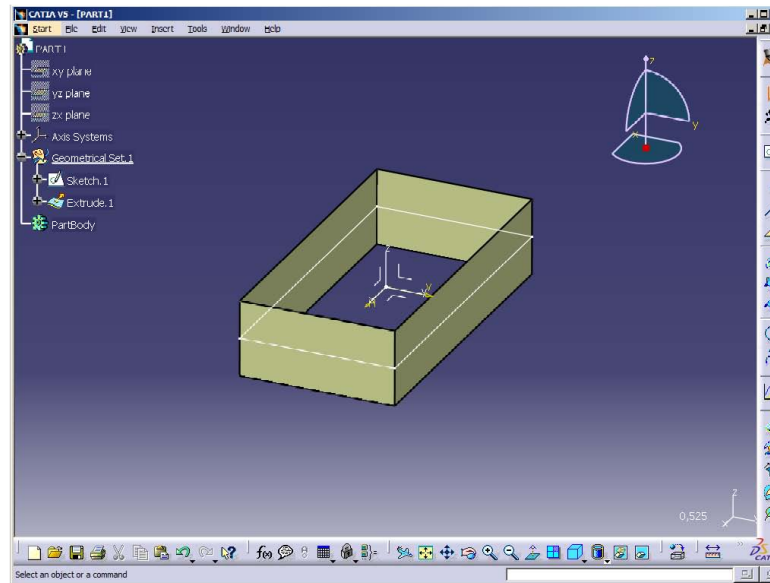 CATIA V5 - [PART1]
Start File Edit View Insert Tools Window Help
PART1
xy plane
yz plane
zx plane
Axis Systems
Geometrical Set.1
Sketch.1
Extrude.1
PartBody
z
y
x
z
y
z
0,525
x
f(x)
Select an object or a command